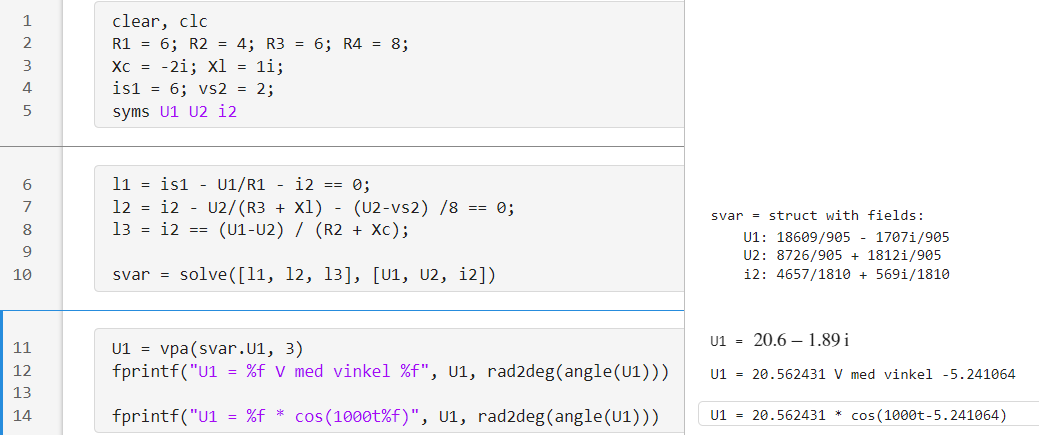 1 clear, clc
2 R1 = 6; R2 = 4; R3 = 6; R4 = 8;
3 Xc = -2i; Xl = 1i;
4 is1 = 6; vs2 = 2;
5 syms U1 U2 i2
6 l1 = is1 - U1/R1 - i2 == 0;
7 l2 = i2 - U2/(R3 + Xl) - (U2-vs2) /8 == 0;
8 l3 = i2 == (U1-U2) / (R2 + Xc);
9
10 svar = solve([l1, l2, l3], [U1, U2, i2])
svar = struct with fields:
U1: 18609/905 - 1707i/905
U2: 8726/905 + 1812i/905
i2: 4657/1810 + 569i/1810
11 U1 = vpa(svar.U1, 3)
12 fprintf("U1 = %f V med vinkel %f", U1, rad2deg(angle(U1)))
13
14 fprintf("U1 = %f * cos(1000t%f)", U1, rad2deg(angle(U1)))
U1 = 20.6 – 1.89 i
U1 = 20.562431 V med vinkel -5.241064
U1 = 20.562431 * cos(1000t-5.241064)